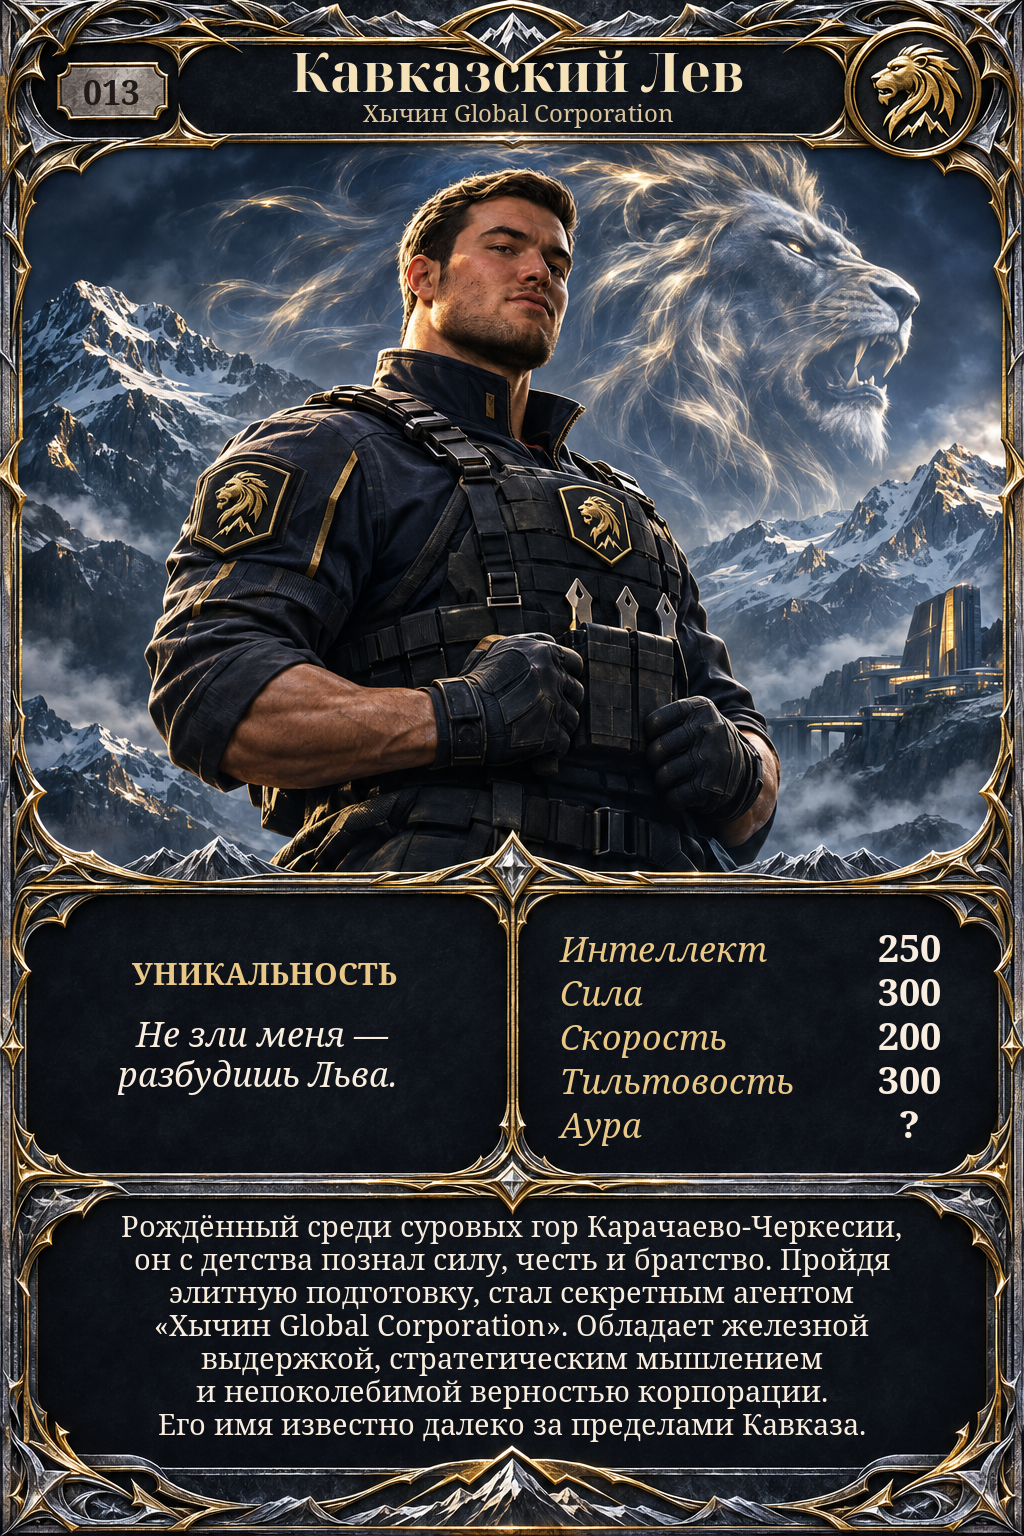 013
Кавказский Лев
Хычин Global Corporation
УНИКАЛЬНОСТЬ
Не зли меня —
разбудишь Льва.
Интеллект 250
Сила 300
Скорость 200
Тильтовость 300
Аура ?
Рождённый среди суровых гор Карачаево-Черкесии,
он с детства познал силу, честь и братство. Пройдя
элитную подготовку, стал секретным агентом
«Хычин Global Corporation». Обладает железной
выдержкой, стратегическим мышлением
и непоколебимой верностью корпорации.
Его имя известно далеко за пределами Кавказа.